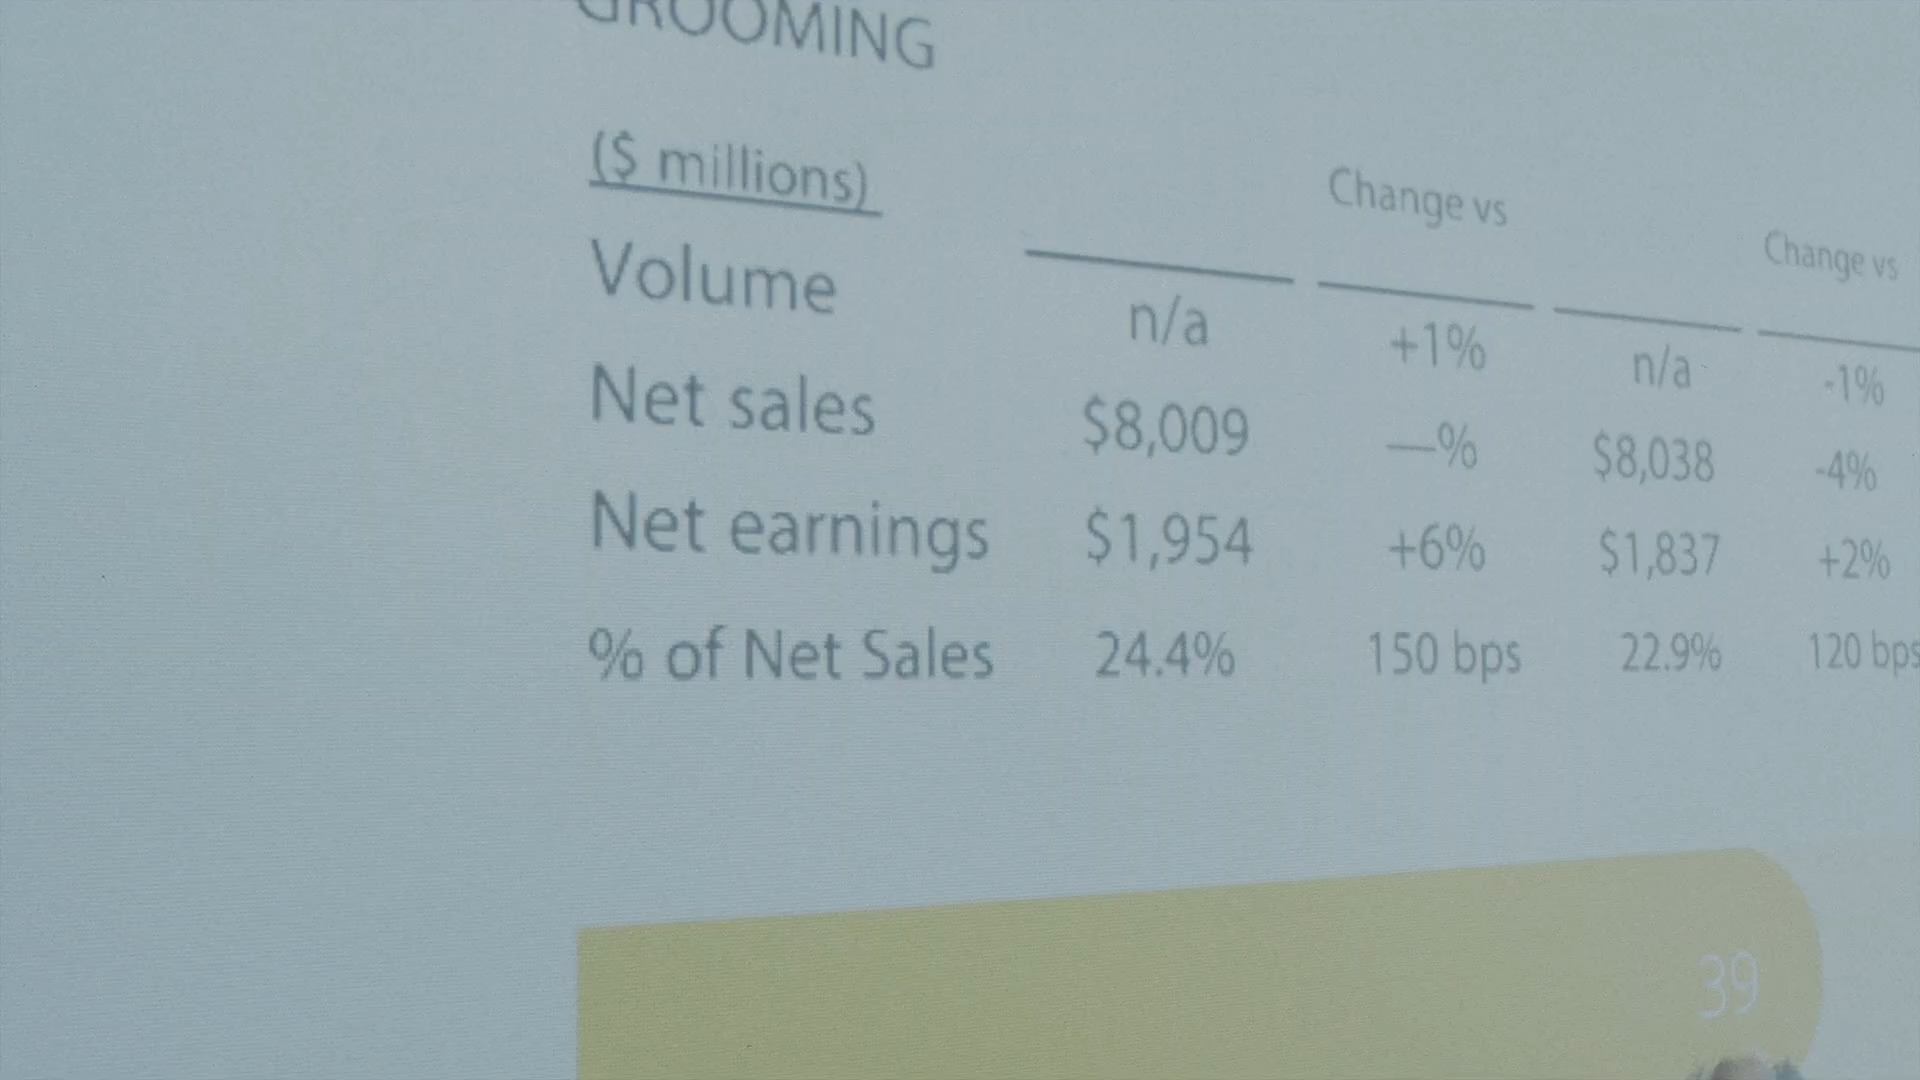 GROOMING
($ millions)
Change vs
Change vs
Volume n/a +1% n/a -1%
Net sales $8,009 —% $8,038 -4%
Net earnings $1,954 +6% $1,837 +2%
% of Net Sales 24.4% 150 bps 22.9% 120 bps
39